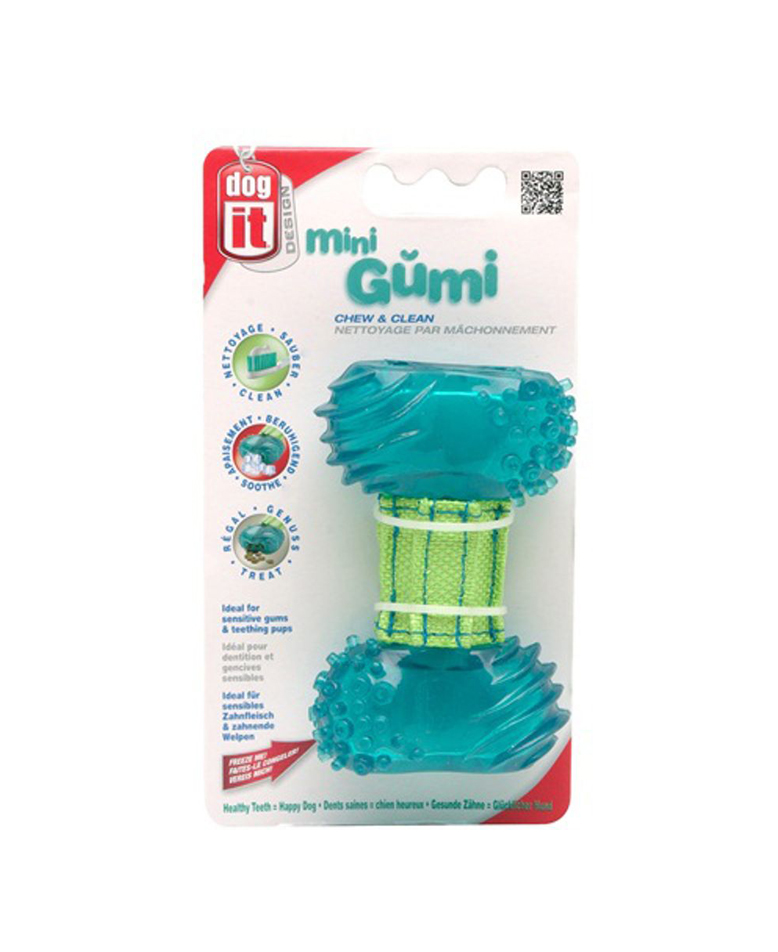 dog
it
DESIGN
mini
Gŭmi
CHEW & CLEAN
NETTOYAGE PAR MÂCHONNEMENT
NETTOYAGE • SAUBER • CLEAN •
APAISEMENT • BERUHIGEND • SOOTHE •
RÉGAL • GENUSS • TREAT •
Ideal for
sensitive gums
& teething pups
Idéal pour
dentition et
gencives
sensibles
Ideal für
sensibles
Zahnfleisch
& zahnende
Welpen
FREEZE ME!
FAITES-LE CONGELER!
VEREIS MICH!
Healthy Teeth = Happy Dog • Dents saines = chien heureux • Gesunde Zähne = Glücklicher Hund